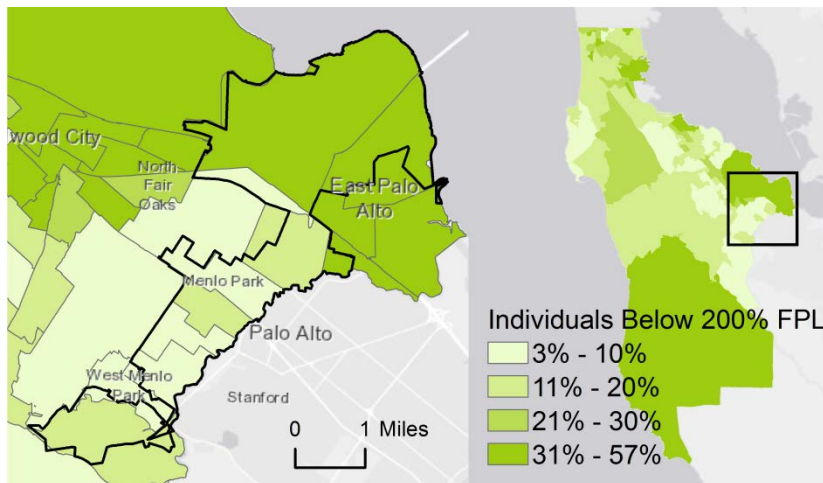 wood City
North
Fair
Oaks
East Palo
Alto
Menlo Park
Palo Alto
West Menlo
Park
Stanford
0 1 Miles
Individuals Below 200% FPL
3% - 10%
11% - 20%
21% - 30%
31% - 57%